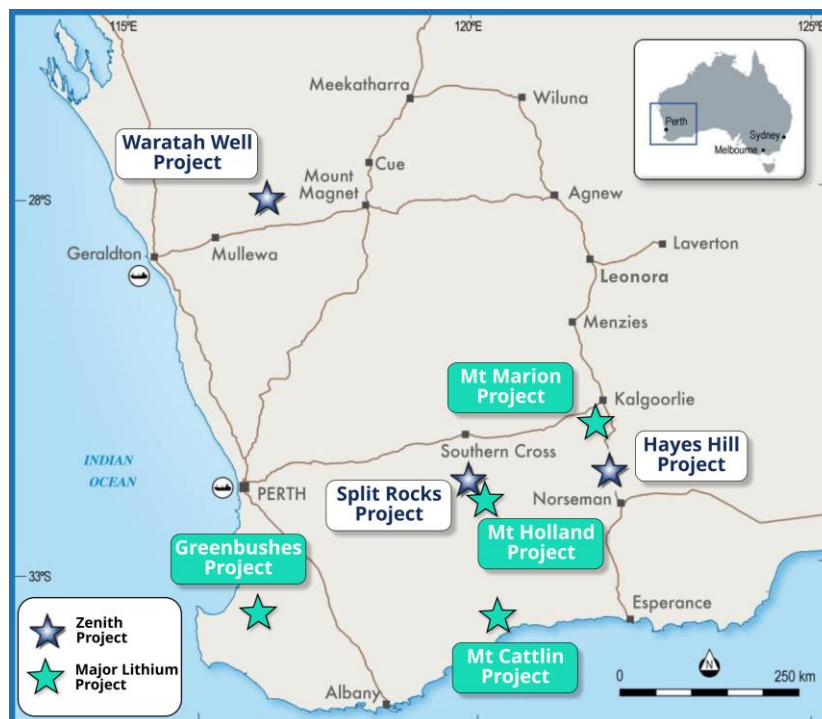 115°E
120°E
125°E
Meekatharra
Wiluna
Perth
Sydney
Melbourne
Waratah Well
Project
Cue
Mount
Magnet
Agnew
28°S
Mullewa
Geraldton
Laverton
Leonora
Menzies
Mt Marion
Project
Kalgoorlie
Southern Cross
Hayes Hill
Project
INDIAN
OCEAN
PERTH
Split Rocks
Project
Norseman
Mt Holland
Project
Greenbushes
Project
33°S
Zenith
Project
Major Lithium
Project
Esperance
Mt Cattlin
Project
Albany
N
0
250 km